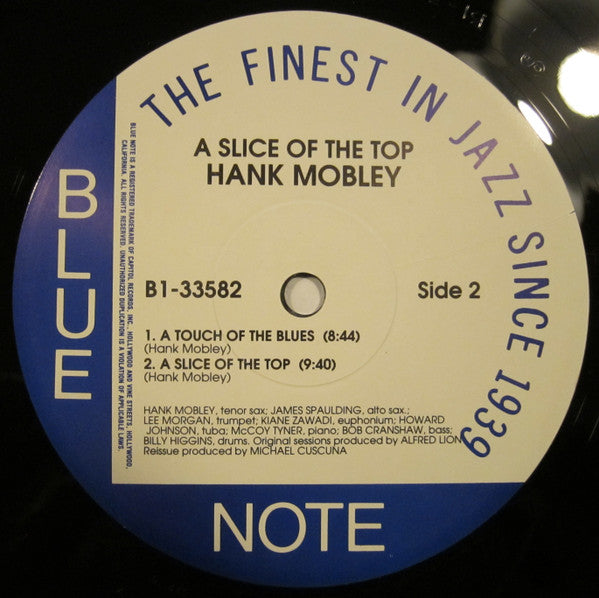 THE FINEST IN JAZZ SINCE 1939
A SLICE OF THE TOP
HANK MOBLEY
B1-33582
Side 2
1. A TOUCH OF THE BLUES (8:44)
(Hank Mobley)
2. A SLICE OF THE TOP (9:40)
(Hank Mobley)
HANK MOBLEY, tenor sax; JAMES SPAULDING, alto sax.;
LEE MORGAN, trumpet; KIANE ZAWADI, euphonium; HOWARD
JOHNSON, tuba; McCOY TYNER, piano; BOB CRANSHAW, bass;
BILLY HIGGINS, drums. Original sessions produced by ALFRED LION
Reissue produced by MICHAEL CUSCUNA
BLUE NOTE IS A REGISTERED TRADEMARK OF CAPITOL RECORDS, INC., HOLLYWOOD AND VINE STREETS, HOLLYWOOD,
CALIFORNIA. ALL RIGHTS RESERVED. UNAUTHORIZED DUPLICATION IS A VIOLATION OF APPLICABLE LAWS.
BLUE
NOTE